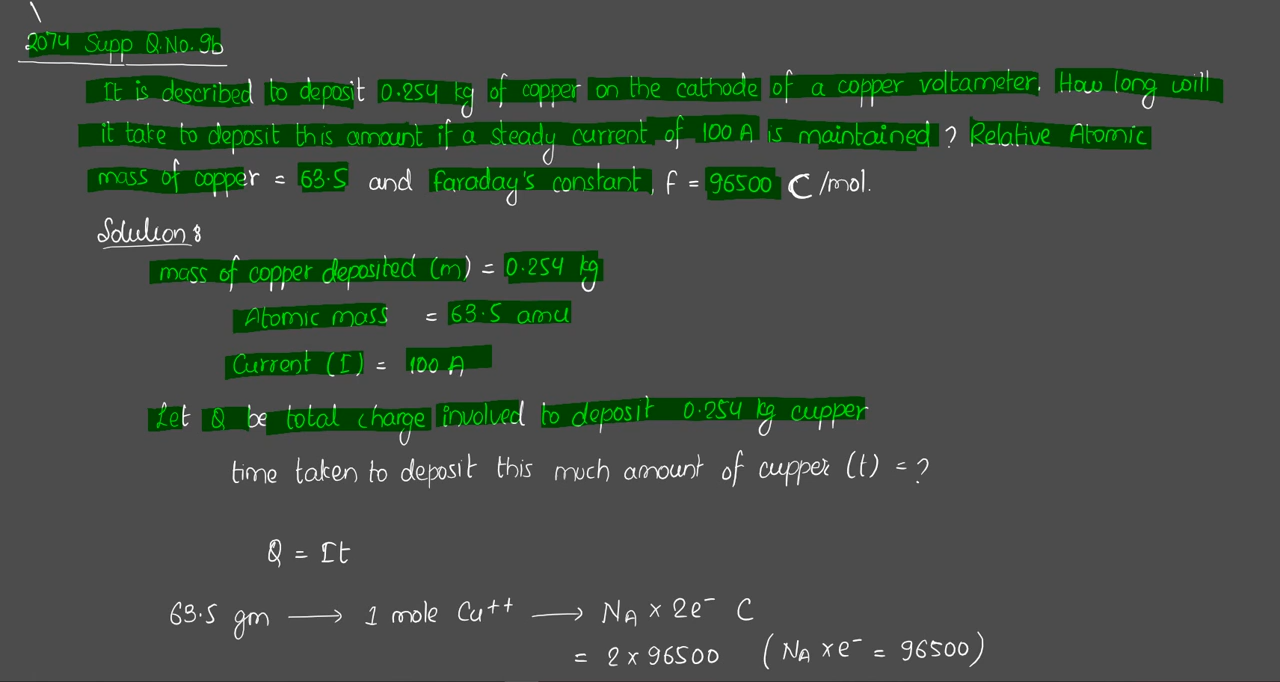 2074 Supp Q.No. 9b
It is described to deposit 0.254 kg of copper on the cathode of a copper voltameter. How long will
it take to deposit this amount if a steady current of 100 A is maintained ? Relative Atomic
mass of copper = 63.5 and faraday's constant, f = 96500 C/mol.
Solution :
mass of copper deposited (m) = 0.254 kg
Atomic mass = 63.5 amu
Current (I) = 100 A
Let Q be total charge involved to deposit 0.254 kg cupper
time taken to deposit this much amount of cupper (t) = ?
Q = It
63.5 gm ⟶ 1 mole Cu⁺⁺ ⟶ N_A × 2e⁻ C
= 2 × 96500 (N_A × e⁻ = 96500)